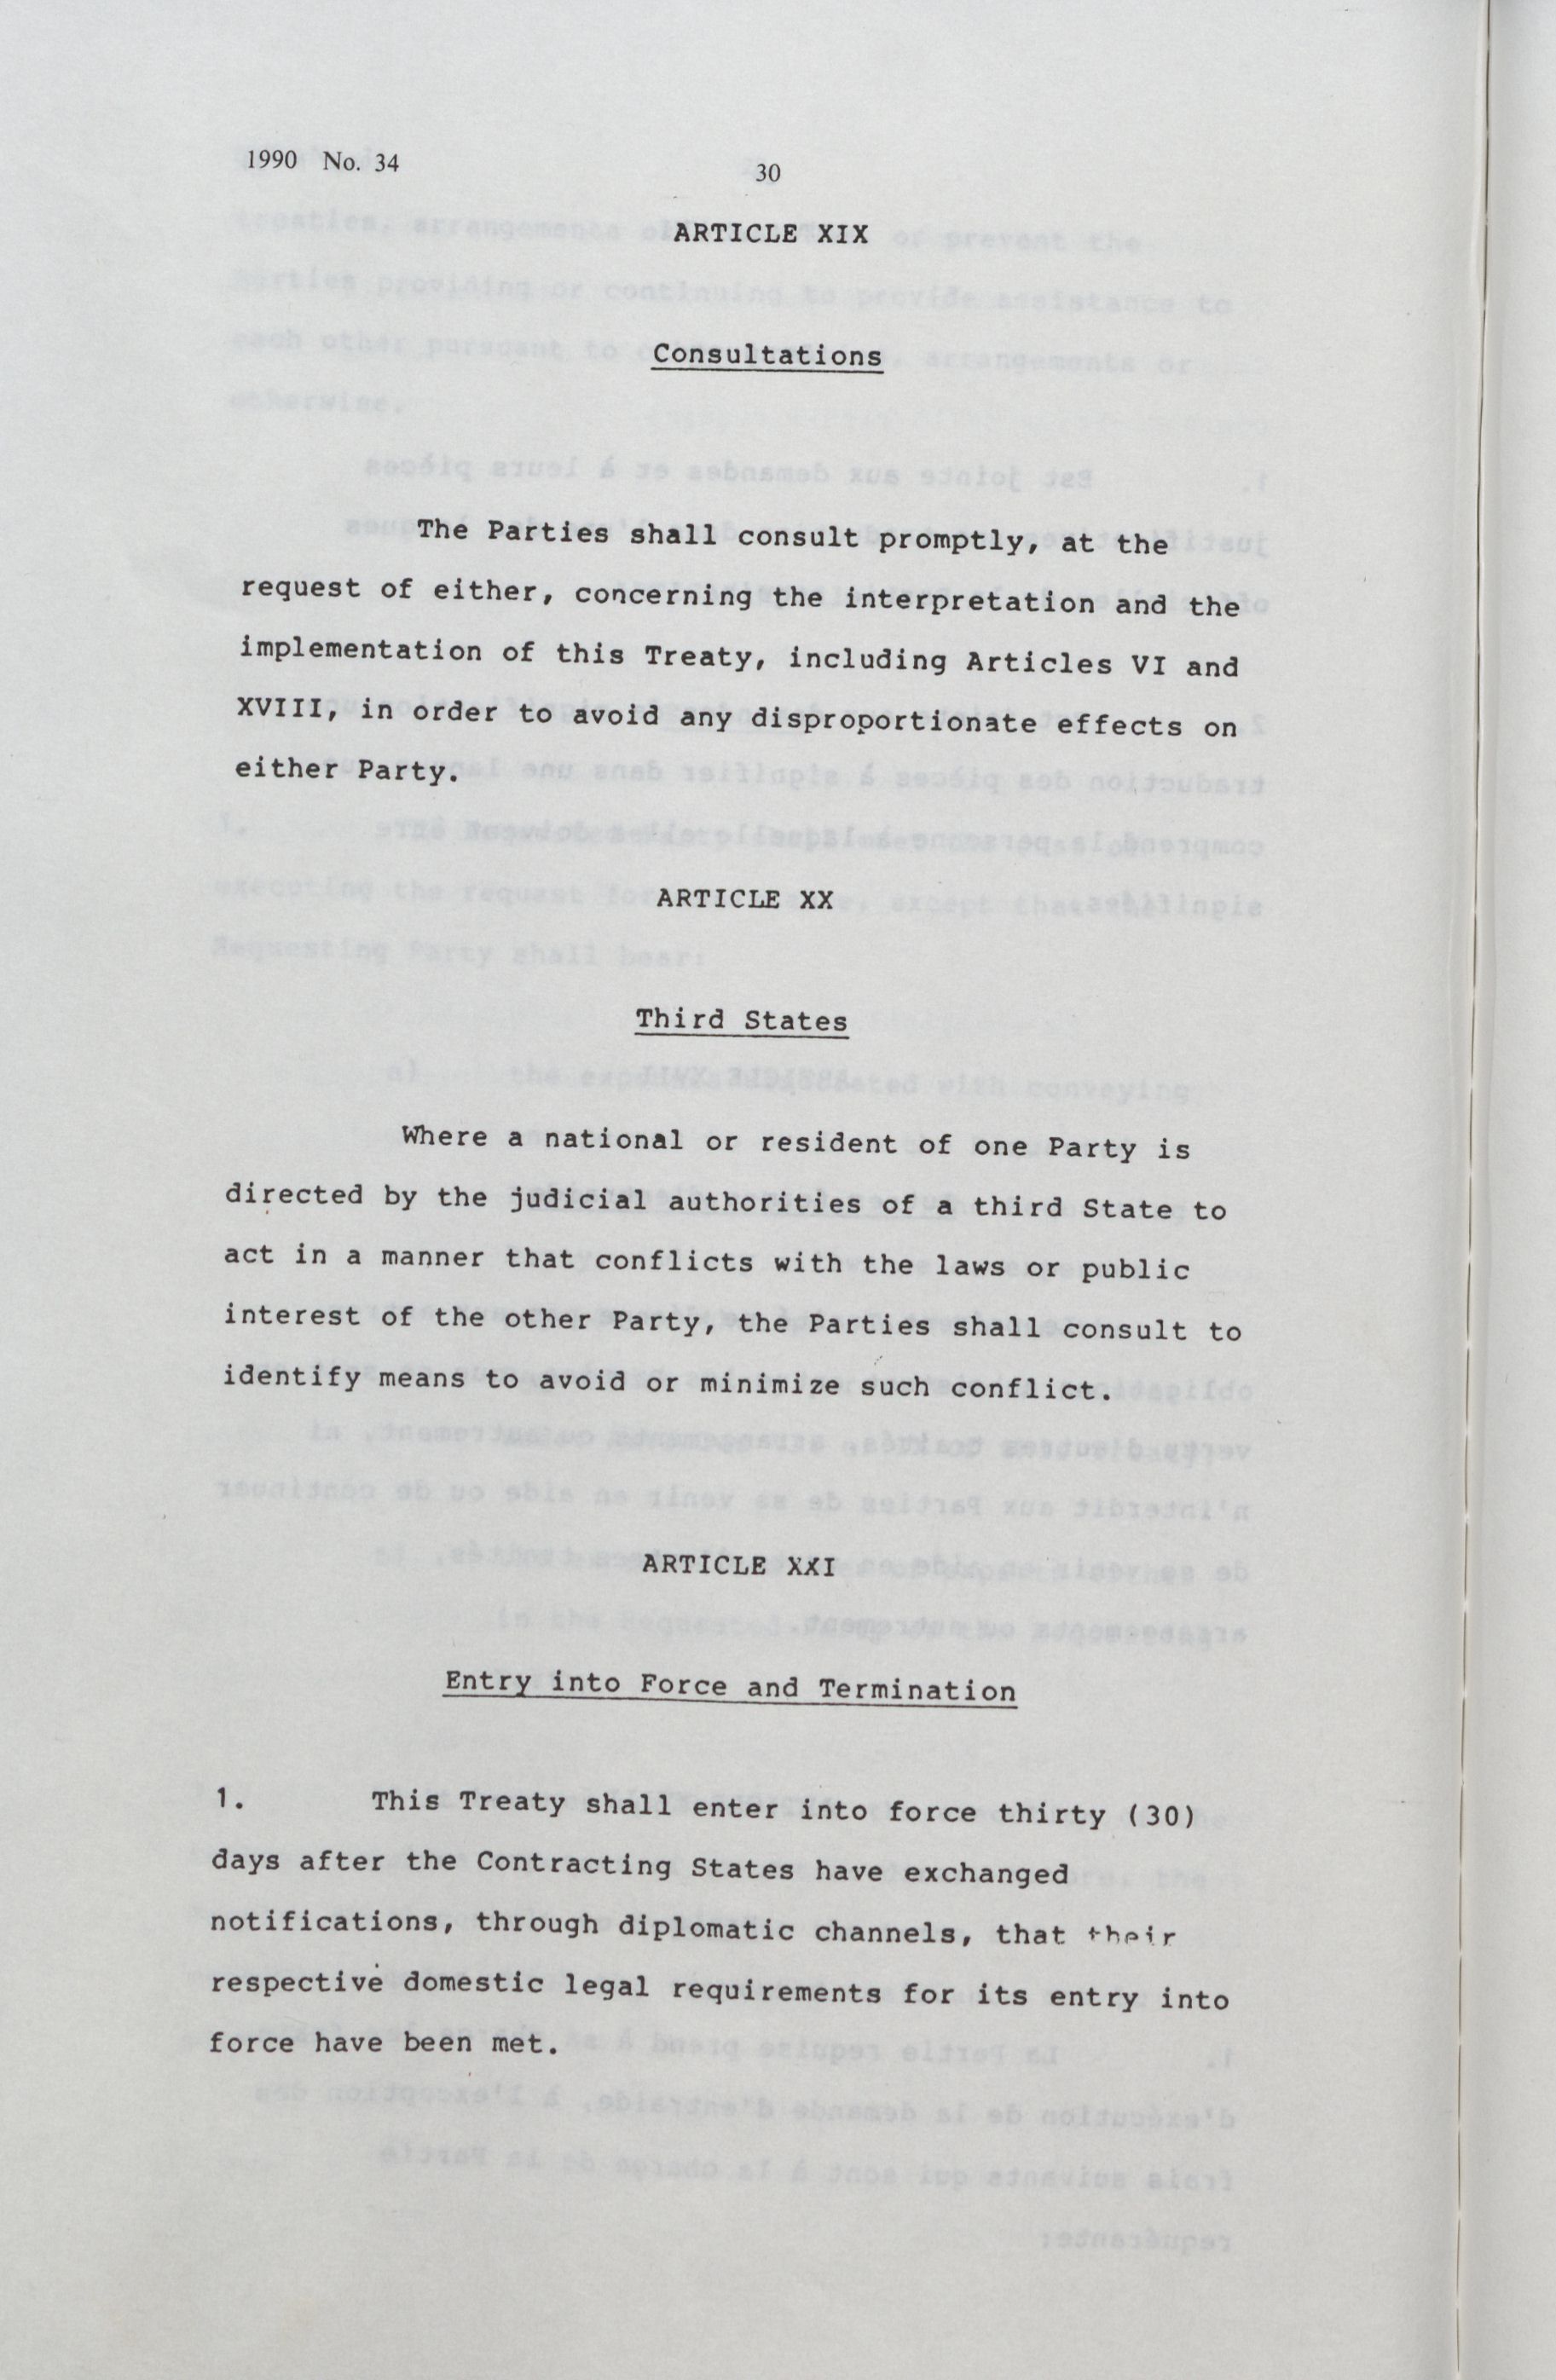 1990 No. 34
30
ARTICLE XIX
Consultations
The Parties shall consult promptly, at the
request of either, concerning the interpretation and the
implementation of this Treaty, including Articles VI and
XVIII, in order to avoid any disproportionate effects on
either Party.
ARTICLE XX
Third States
Where a national or resident of one Party is
directed by the judicial authorities of a third State to
act in a manner that conflicts with the laws or public
interest of the other Party, the Parties shall consult to
identify means to avoid or minimize such conflict.
ARTICLE XXI
Entry into Force and Termination
1. This Treaty shall enter into force thirty (30)
days after the Contracting States have exchanged
notifications, through diplomatic channels, that their
respective domestic legal requirements for its entry into
force have been met.